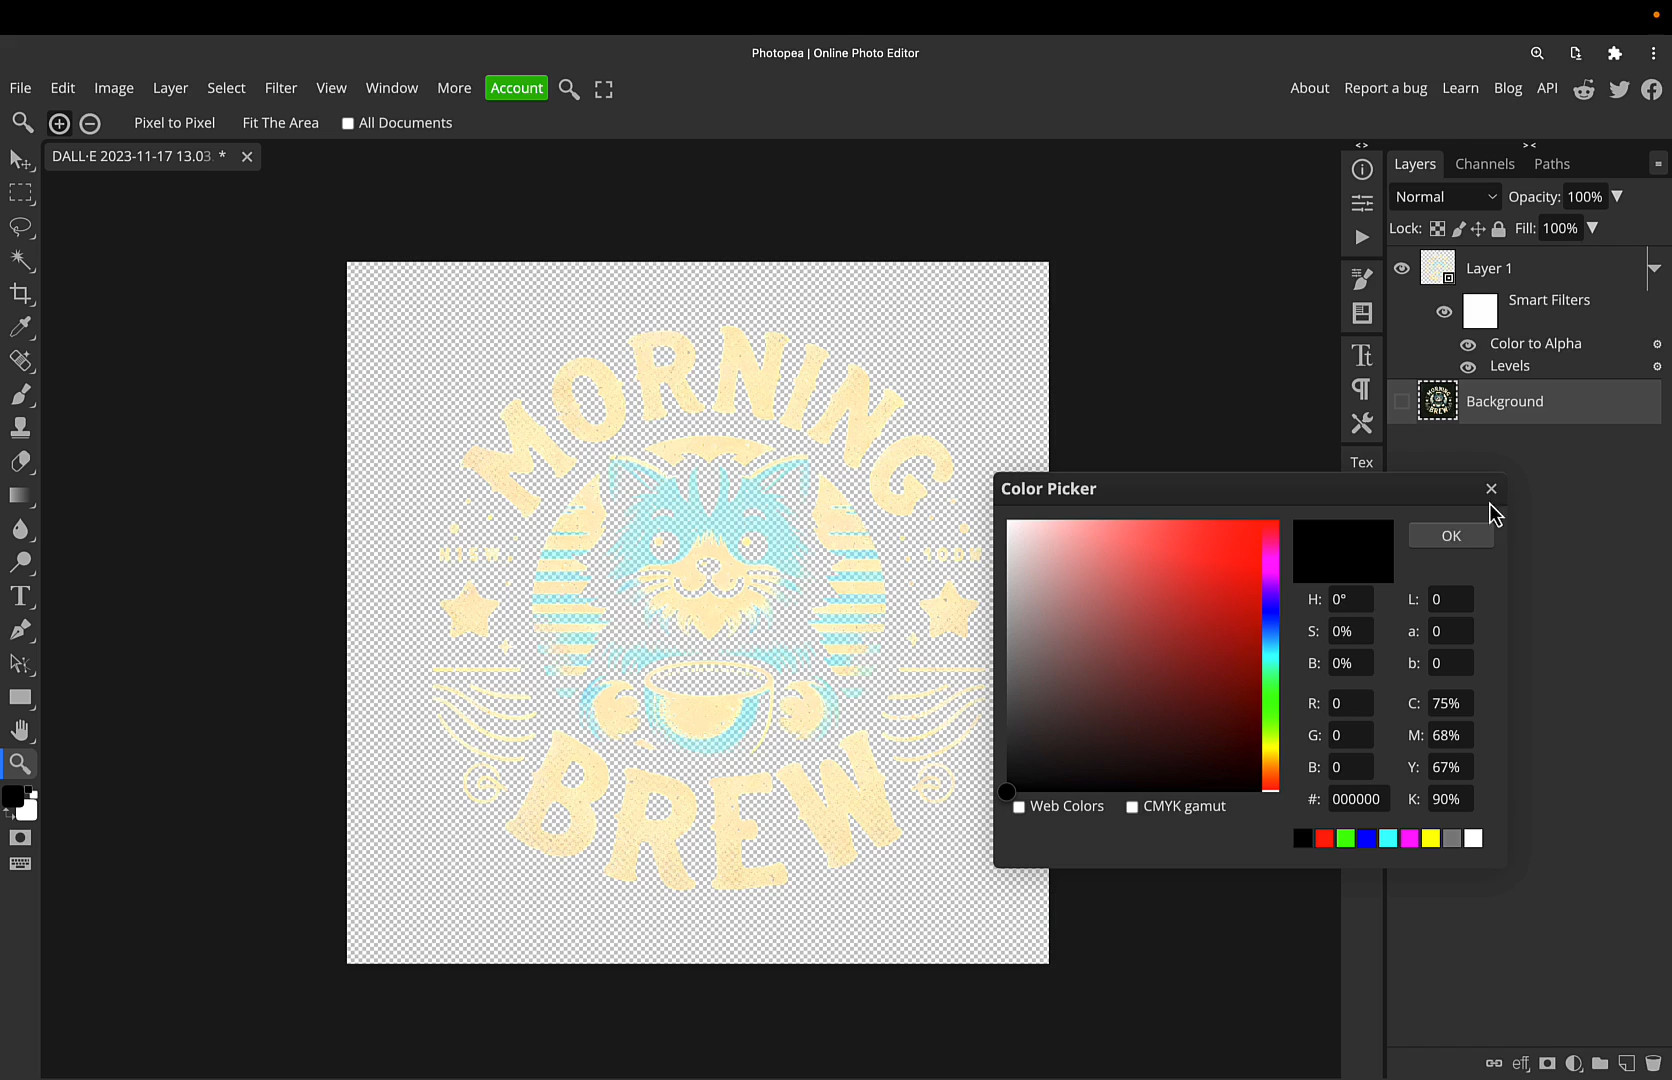 Photopea | Online Photo Editor
File Edit Image Layer Select Filter View Window More Account
About Report a bug Learn Blog API
Pixel to Pixel Fit The Area All Documents
DALL·E 2023-11-17 13.03. *
Layers Channels Paths
Normal Opacity: 100%
Lock: Fill: 100%
Layer 1
Smart Filters
Color to Alpha
Levels
Background
Tex
MORNING
BREW
Color Picker
OK
H: 0° L: 0
S: 0% a: 0
B: 0% b: 0
R: 0 C: 75%
G: 0 M: 68%
B: 0 Y: 67%
#: 000000 K: 90%
Web Colors CMYK gamut
eff